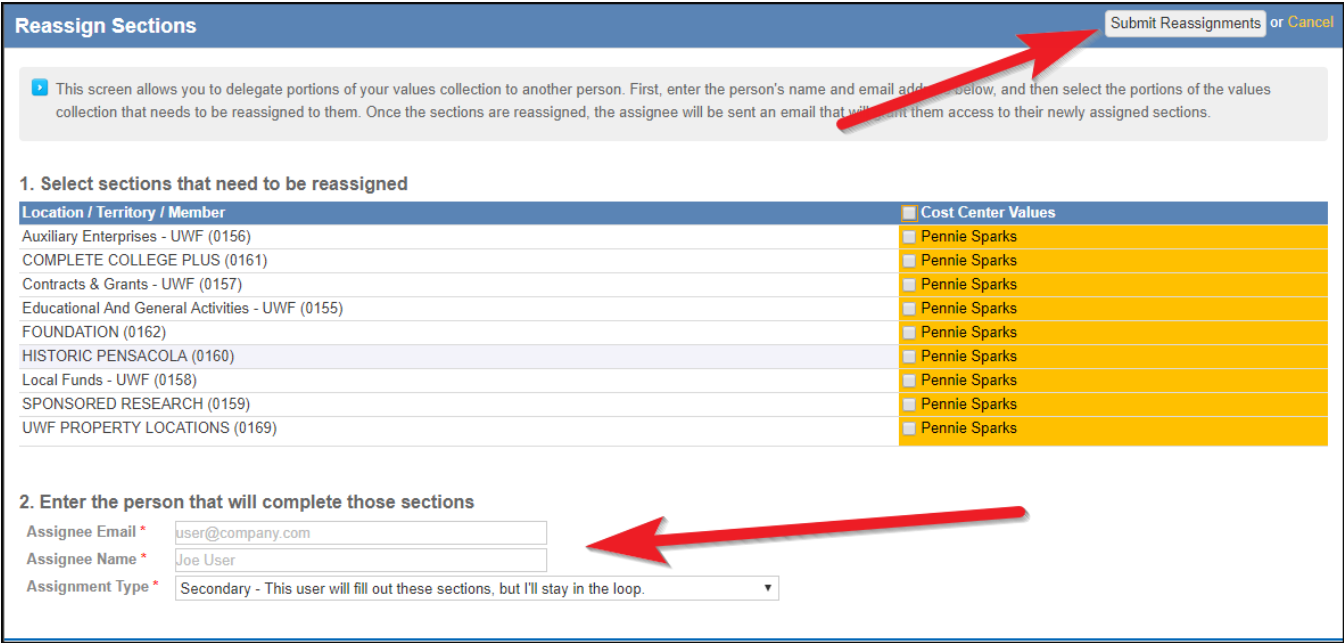 Reassign Sections
Submit Reassignments or Cancel
This screen allows you to delegate portions of your values collection to another person. First, enter the person's name and email address below, and then select the portions of the values
collection that needs to be reassigned to them. Once the sections are reassigned, the assignee will be sent an email that will grant them access to their newly assigned sections.
1. Select sections that need to be reassigned
Location / Territory / Member Cost Center Values
Auxiliary Enterprises - UWF (0156) Pennie Sparks
COMPLETE COLLEGE PLUS (0161) Pennie Sparks
Contracts & Grants - UWF (0157) Pennie Sparks
Educational And General Activities - UWF (0155) Pennie Sparks
FOUNDATION (0162) Pennie Sparks
HISTORIC PENSACOLA (0160) Pennie Sparks
Local Funds - UWF (0158) Pennie Sparks
SPONSORED RESEARCH (0159) Pennie Sparks
UWF PROPERTY LOCATIONS (0169) Pennie Sparks
2. Enter the person that will complete those sections
Assignee Email * user@company.com
Assignee Name * Joe User
Assignment Type * Secondary - This user will fill out these sections, but I'll stay in the loop.